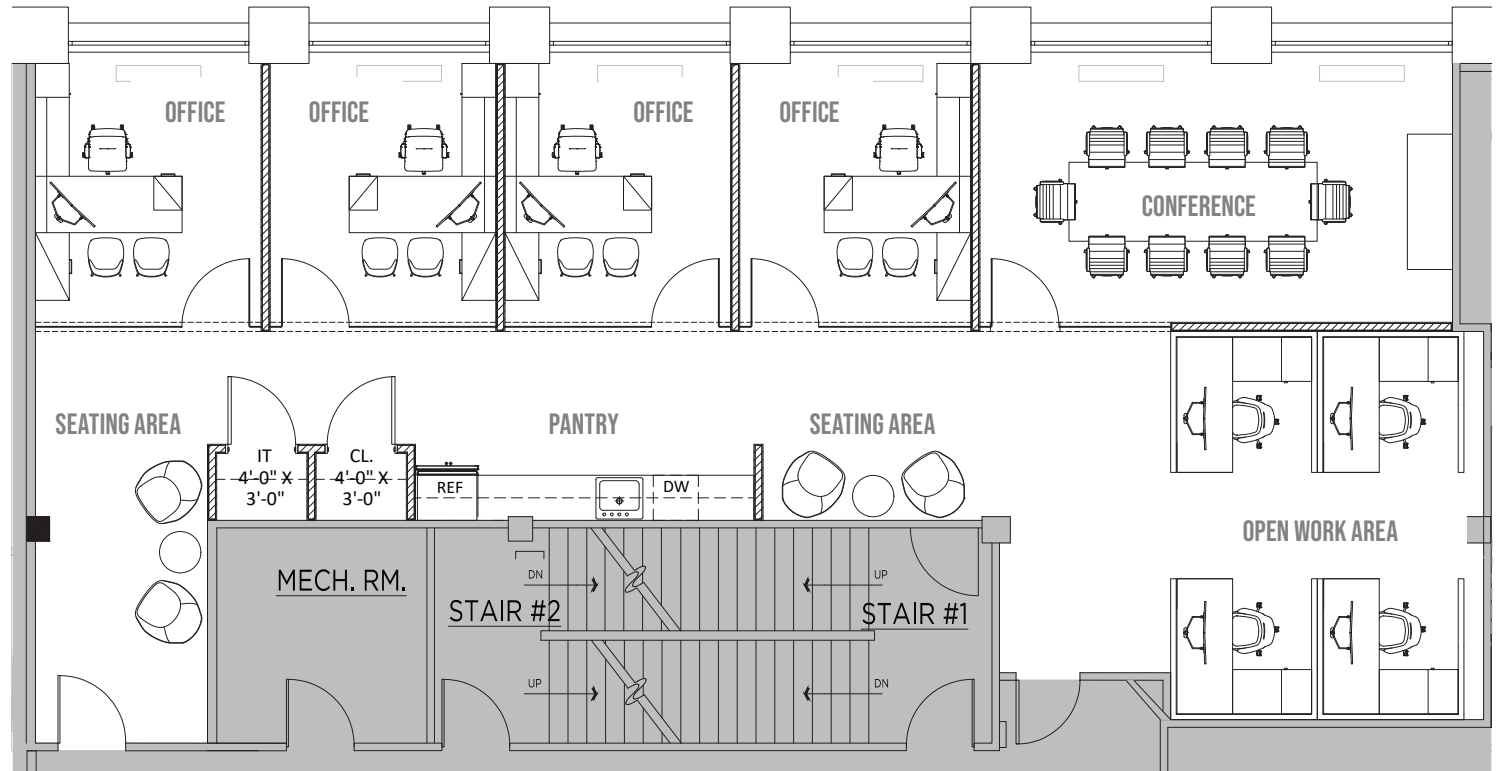 OFFICE
OFFICE
OFFICE
OFFICE
CONFERENCE
SEATING AREA
PANTRY
SEATING AREA
IT
4'-0" X
3'-0"
CL.
4'-0" X
3'-0"
REF
DW
OPEN WORK AREA
MECH. RM.
DN
UP
STAIR #2
STAIR #1
UP
DN